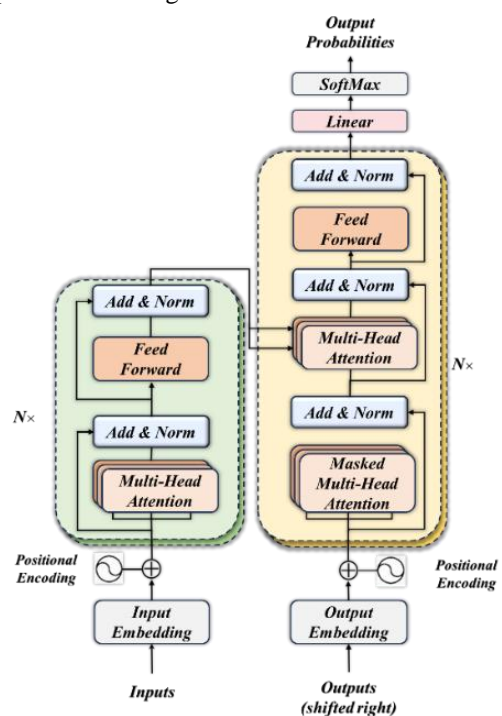 Output
Probabilities
SoftMax
Linear
Add & Norm
Feed
Forward
Add & Norm
Multi-Head
Attention
N×
Add & Norm
Masked
Multi-Head
Attention
Positional
Encoding
Output
Embedding
Outputs
(shifted right)
Add & Norm
Feed
Forward
N×
Add & Norm
Multi-Head
Attention
Positional
Encoding
Input
Embedding
Inputs